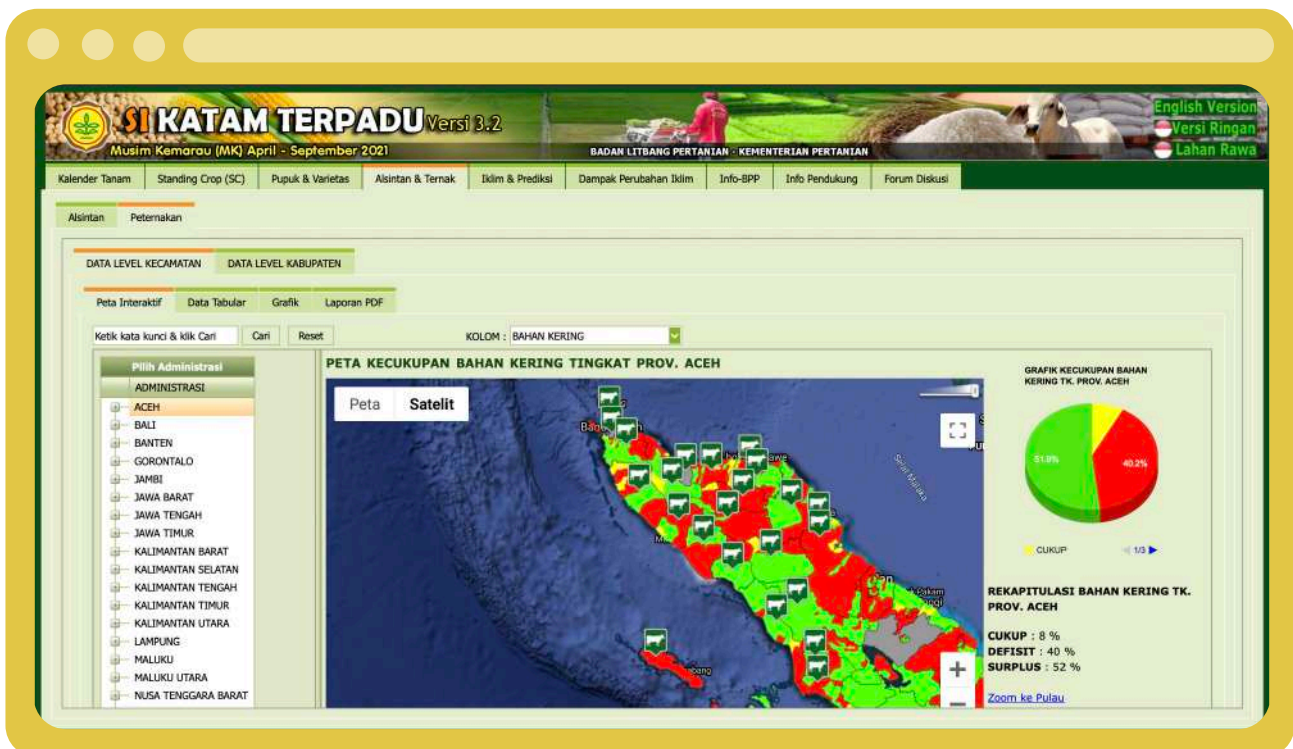 SI KATAM TERPADU Versi 3.2
Musim Kemarau (MK) April - September 2021
BADAN LITBANG PERTANIAN - KEMENTERIAN PERTANIAN
English Version
Versi Ringan
Lahan Rawa
Kalender Tanam Standing Crop (SC) Pupuk & Varietas Alsintan & Ternak Iklim & Prediksi Dampak Perubahan Iklim Info-BPP Info Pendukung Forum Diskusi
Alsintan Peternakan
DATA LEVEL KECAMATAN DATA LEVEL KABUPATEN
Peta Interaktif Data Tabular Grafik Laporan PDF
Ketik kata kunci & klik Cari Cari Reset KOLOM : BAHAN KERING
Pilih Administrasi
ADMINISTRASI
ACEH
BALI
BANTEN
GORONTALO
JAMBI
JAWA BARAT
JAWA TENGAH
JAWA TIMUR
KALIMANTAN BARAT
KALIMANTAN SELATAN
KALIMANTAN TENGAH
KALIMANTAN TIMUR
KALIMANTAN UTARA
LAMPUNG
MALUKU
MALUKU UTARA
NUSA TENGGARA BARAT
PETA KECUKUPAN BAHAN KERING TINGKAT PROV. ACEH
Peta Satelit
Selat Malaka
GRAFIK KECUKUPAN BAHAN
KERING TK. PROV. ACEH
51.8%
40.2%
CUKUP 1/3
REKAPITULASI BAHAN KERING TK.
PROV. ACEH
CUKUP : 8 %
DEFISIT : 40 %
SURPLUS : 52 %
Zoom ke Pulau